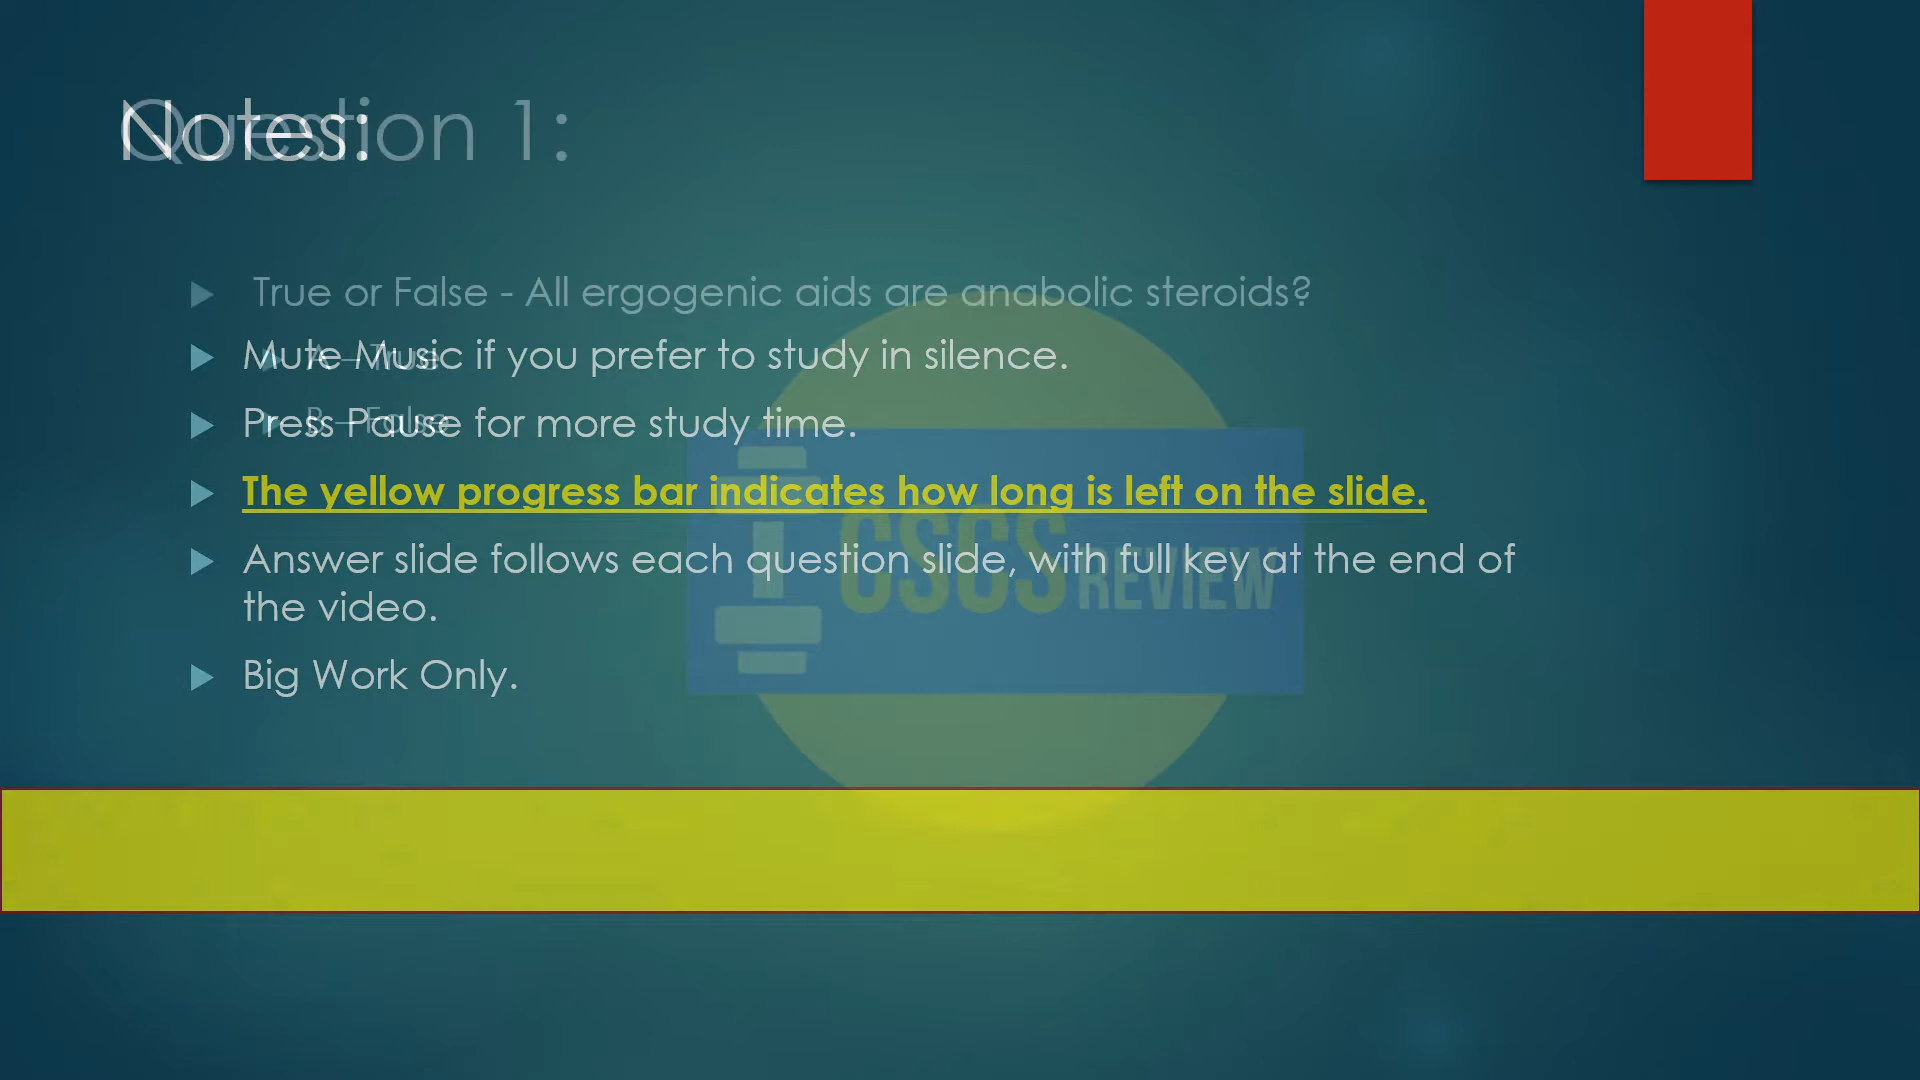 Notes:
Question 1:
True or False - All ergogenic aids are anabolic steroids?
A – True
B – False
Mute Music if you prefer to study in silence.
Press Pause for more study time.
The yellow progress bar indicates how long is left on the slide.
Answer slide follows each question slide, with full key at the end of
the video.
Big Work Only.
CSCS REVIEW